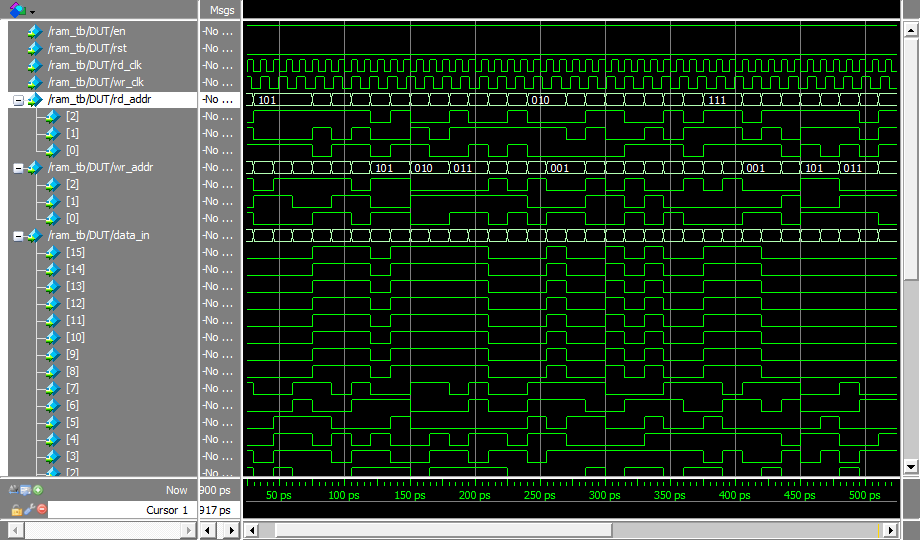 Msgs
/ram_tb/DUT/en -No ...
/ram_tb/DUT/rst -No ...
/ram_tb/DUT/rd_clk -No ...
/ram_tb/DUT/wr_clk -No ...
/ram_tb/DUT/rd_addr -No ... 101 010 111
[2] -No ...
[1] -No ...
[0] -No ...
/ram_tb/DUT/wr_addr -No ... 101 010 011 001 001 101 011
[2] -No ...
[1] -No ...
[0] -No ...
/ram_tb/DUT/data_in -No ...
[15] -No ...
[14] -No ...
[13] -No ...
[12] -No ...
[11] -No ...
[10] -No ...
[9] -No ...
[8] -No ...
[7] -No ...
[6] -No ...
[5] -No ...
[4] -No ...
[3] -No ...
[2] -No ...
Now 900 ps 50 ps 100 ps 150 ps 200 ps 250 ps 300 ps 350 ps 400 ps 450 ps 500 ps
Cursor 1 917 ps